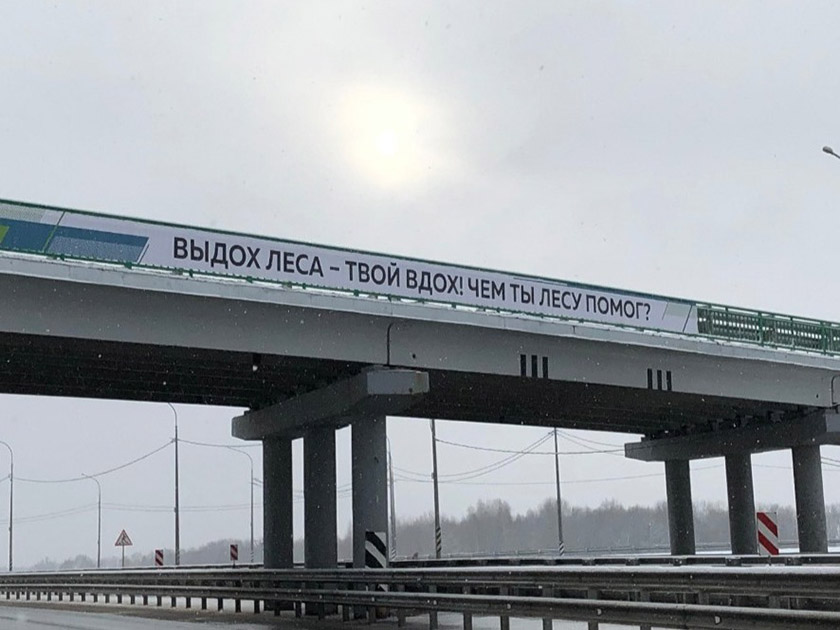 ВЫДОХ ЛЕСА – ТВОЙ ВДОХ! ЧЕМ ТЫ ЛЕСУ ПОМОГ?